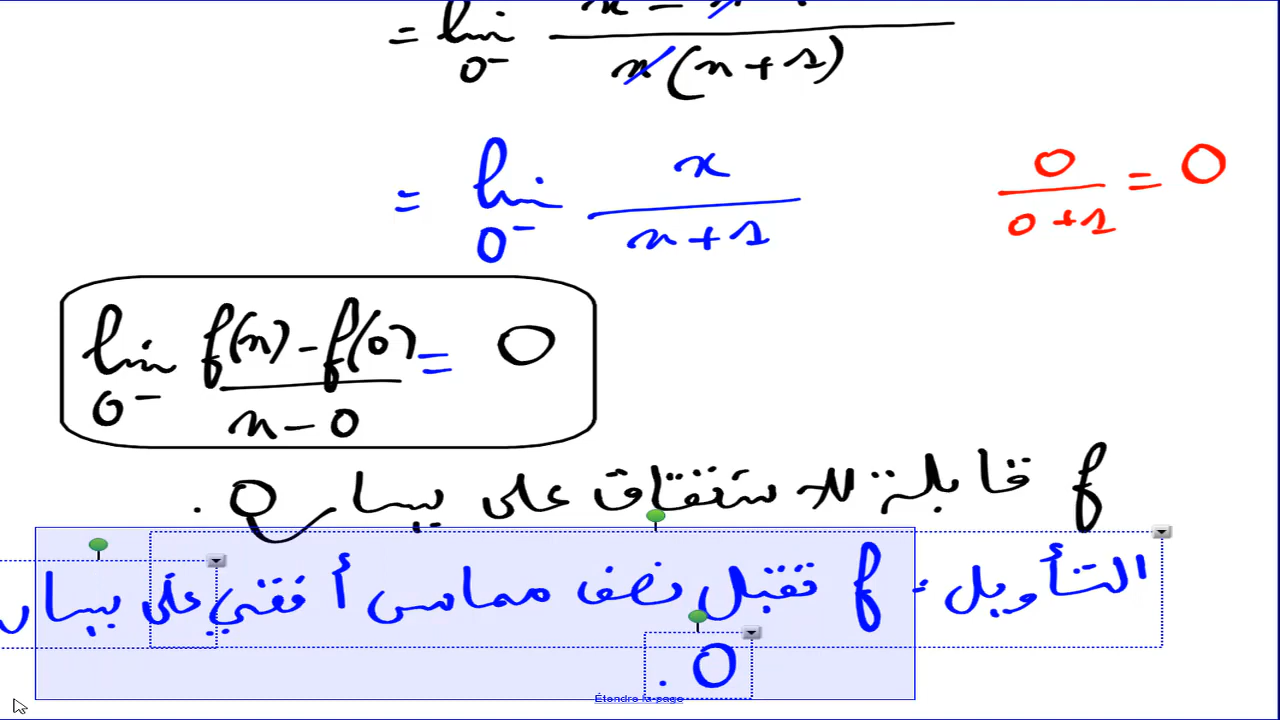 = lim x(x+1)
0⁻
= lim x/(x+1)
0⁻
0/(0+1) = 0
lim (f(x) - f(0))/(x - 0) = 0
0⁻
f قابلة للاشتقاق على يسار 0 .
التأويل : f تقبل نصف مماس أفقي على يسار
0 .
Étendre la page